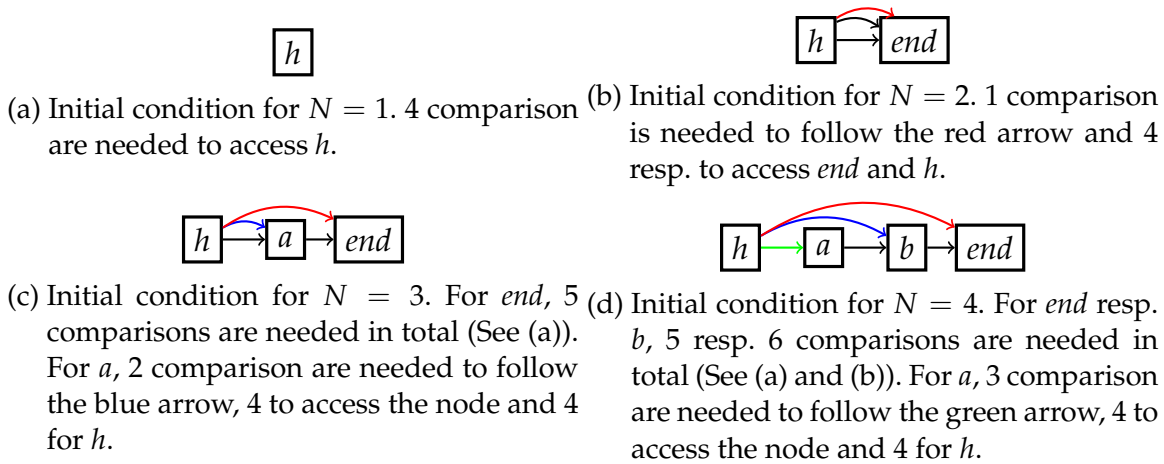 h
(a) Initial condition for N = 1. 4 comparison
are needed to access h.
h end
(b) Initial condition for N = 2. 1 comparison
is needed to follow the red arrow and 4
resp. to access end and h.
h a end
(c) Initial condition for N = 3. For end, 5
comparisons are needed in total (See (a)).
For a, 2 comparison are needed to follow
the blue arrow, 4 to access the node and 4
for h.
h a b end
(d) Initial condition for N = 4. For end resp.
b, 5 resp. 6 comparisons are needed in
total (See (a) and (b)). For a, 3 comparison
are needed to follow the green arrow, 4 to
access the node and 4 for h.